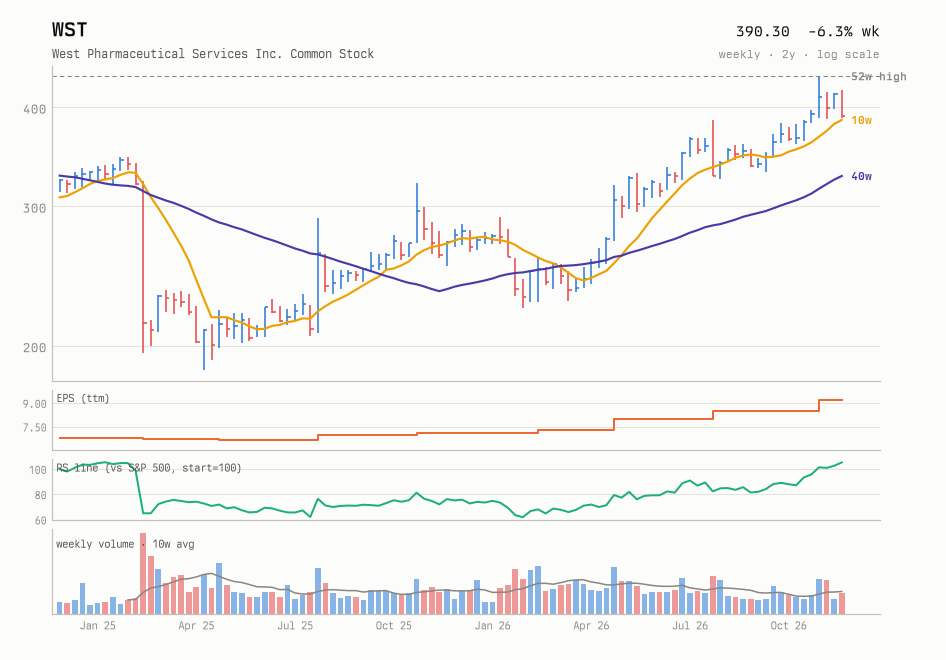 WST
390.30 -6.3% wk
West Pharmaceutical Services Inc. Common Stock
weekly · 2y · log scale
52w high
400
10w
40w
300
200
EPS (ttm)
9.00
7.50
RS line (vs S&P 500, start=100)
100
80
60
weekly volume · 10w avg
Jan 25 Apr 25 Jul 25 Oct 25 Jan 26 Apr 26 Jul 26 Oct 26